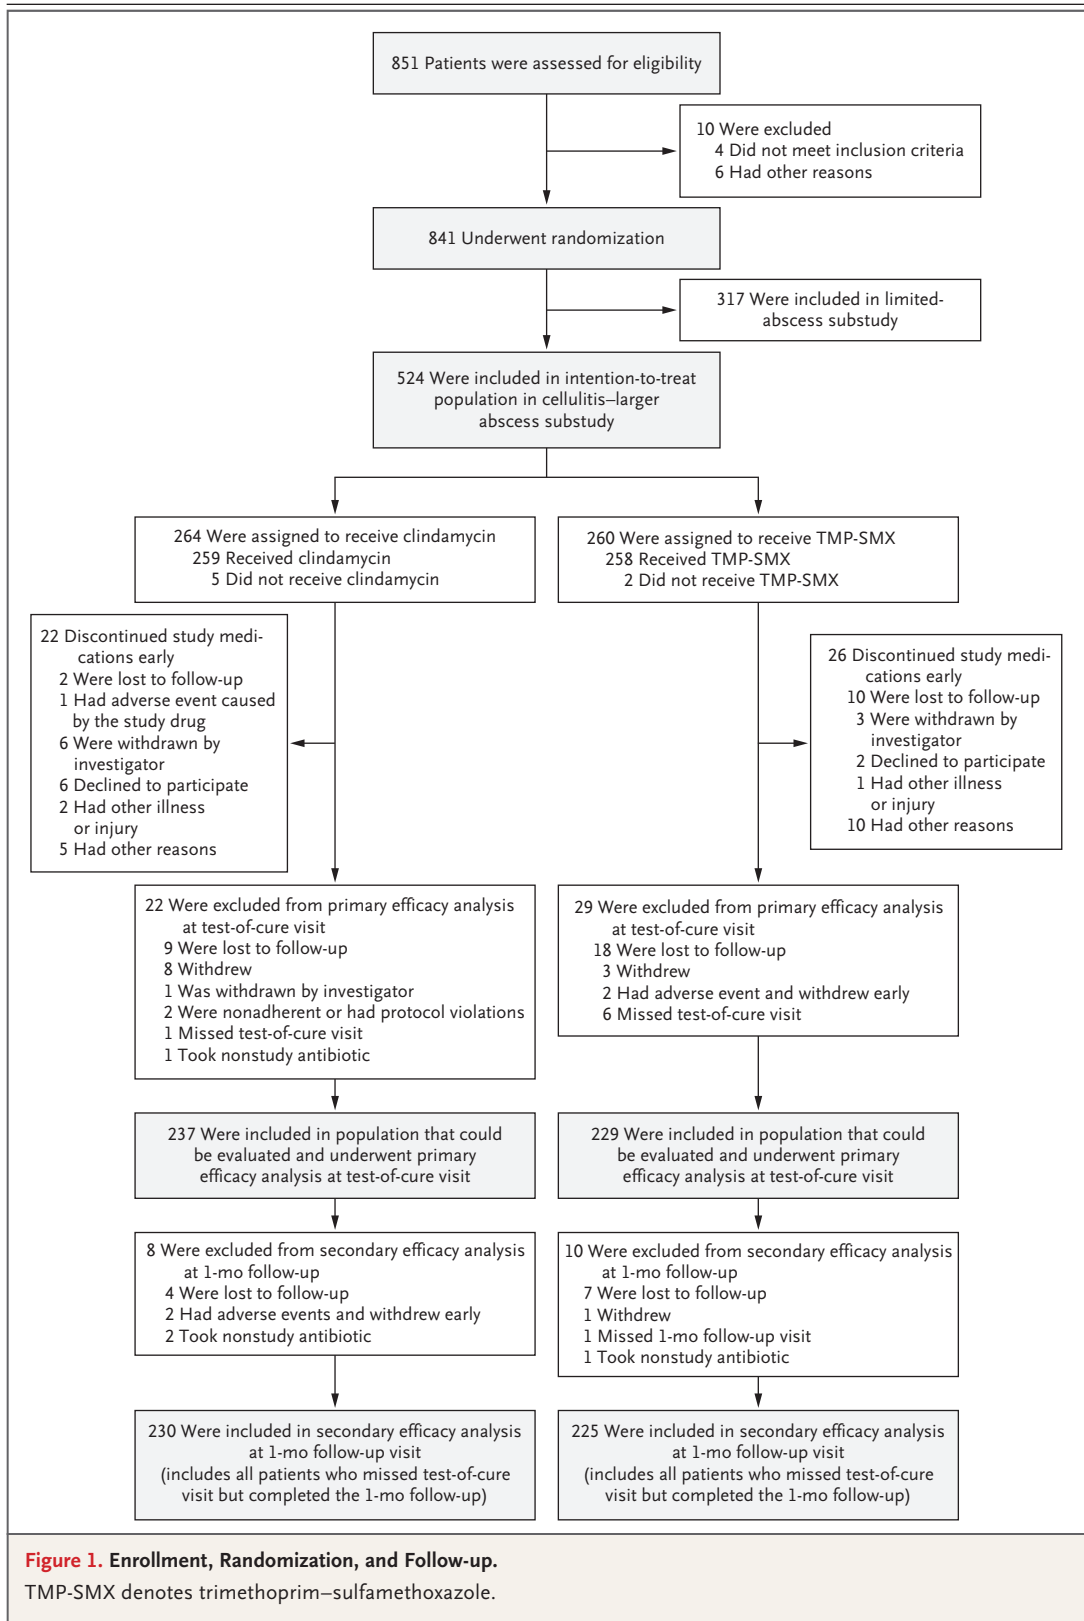 851 Patients were assessed for eligibility
10 Were excluded
4 Did not meet inclusion criteria
6 Had other reasons
841 Underwent randomization
317 Were included in limited-
abscess substudy
524 Were included in intention-to-treat
population in cellulitis–larger
abscess substudy
264 Were assigned to receive clindamycin
259 Received clindamycin
5 Did not receive clindamycin
260 Were assigned to receive TMP-SMX
258 Received TMP-SMX
2 Did not receive TMP-SMX
22 Discontinued study medi-
cations early
2 Were lost to follow-up
1 Had adverse event caused
by the study drug
6 Were withdrawn by
investigator
6 Declined to participate
2 Had other illness
or injury
5 Had other reasons
26 Discontinued study medi-
cations early
10 Were lost to follow-up
3 Were withdrawn by
investigator
2 Declined to participate
1 Had other illness
or injury
10 Had other reasons
22 Were excluded from primary efficacy analysis
at test-of-cure visit
9 Were lost to follow-up
8 Withdrew
1 Was withdrawn by investigator
2 Were nonadherent or had protocol violations
1 Missed test-of-cure visit
1 Took nonstudy antibiotic
29 Were excluded from primary efficacy analysis
at test-of-cure visit
18 Were lost to follow-up
3 Withdrew
2 Had adverse event and withdrew early
6 Missed test-of-cure visit
237 Were included in population that could
be evaluated and underwent primary
efficacy analysis at test-of-cure visit
229 Were included in population that could
be evaluated and underwent primary
efficacy analysis at test-of-cure visit
8 Were excluded from secondary efficacy analysis
at 1-mo follow-up
4 Were lost to follow-up
2 Had adverse events and withdrew early
2 Took nonstudy antibiotic
10 Were excluded from secondary efficacy analysis
at 1-mo follow-up
7 Were lost to follow-up
1 Withdrew
1 Missed 1-mo follow-up visit
1 Took nonstudy antibiotic
230 Were included in secondary efficacy analysis
at 1-mo follow-up visit
(includes all patients who missed test-of-cure
visit but completed the 1-mo follow-up)
225 Were included in secondary efficacy analysis
at 1-mo follow-up visit
(includes all patients who missed test-of-cure
visit but completed the 1-mo follow-up)
Figure 1. Enrollment, Randomization, and Follow-up.
TMP-SMX denotes trimethoprim–sulfamethoxazole.